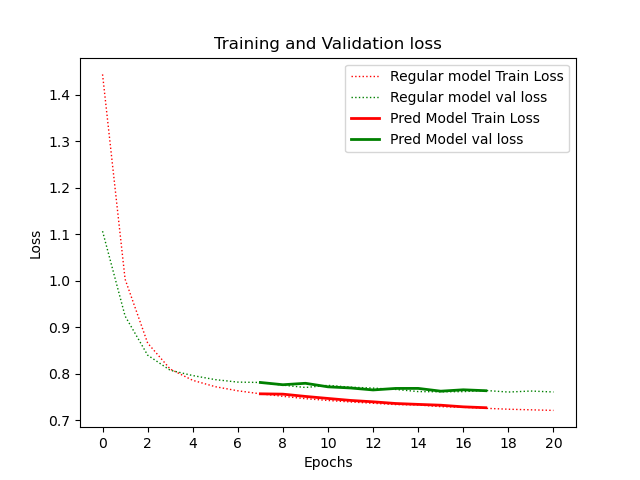 Training and Validation loss
Regular model Train Loss
Regular model val loss
Pred Model Train Loss
Pred Model val loss
1.4
1.3
1.2
1.1
1.0
0.9
0.8
0.7
Loss
0 2 4 6 8 10 12 14 16 18 20
Epochs